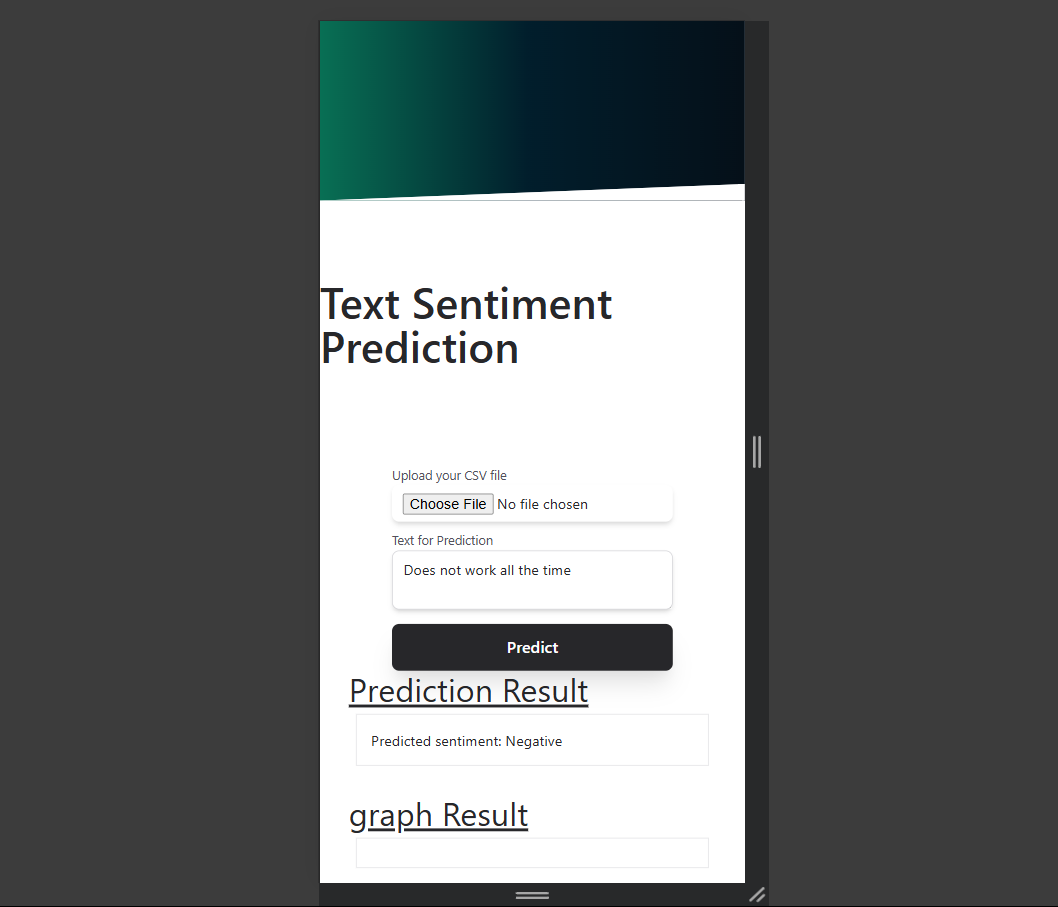 Text Sentiment
Prediction
Upload your CSV file
Choose File No file chosen
Text for Prediction
Does not work all the time
Predict
Prediction Result
Predicted sentiment: Negative
graph Result